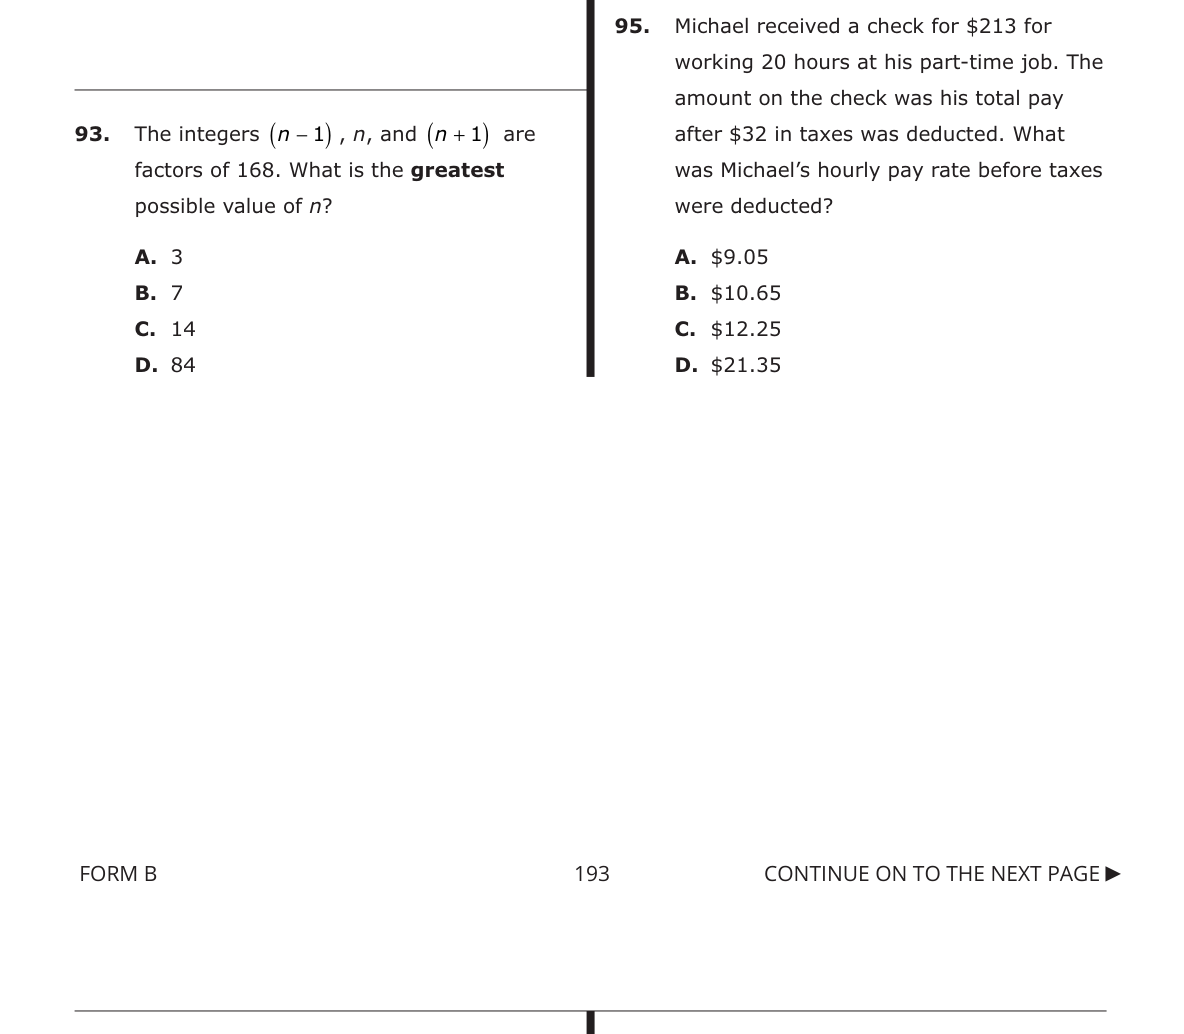 93. The integers (n − 1) , n, and (n + 1) are
factors of 168. What is the greatest
possible value of n?
A. 3
B. 7
C. 14
D. 84
95. Michael received a check for $213 for
working 20 hours at his part-time job. The
amount on the check was his total pay
after $32 in taxes was deducted. What
was Michael’s hourly pay rate before taxes
were deducted?
A. $9.05
B. $10.65
C. $12.25
D. $21.35
FORM B
193
CONTINUE ON TO THE NEXT PAGE ▶